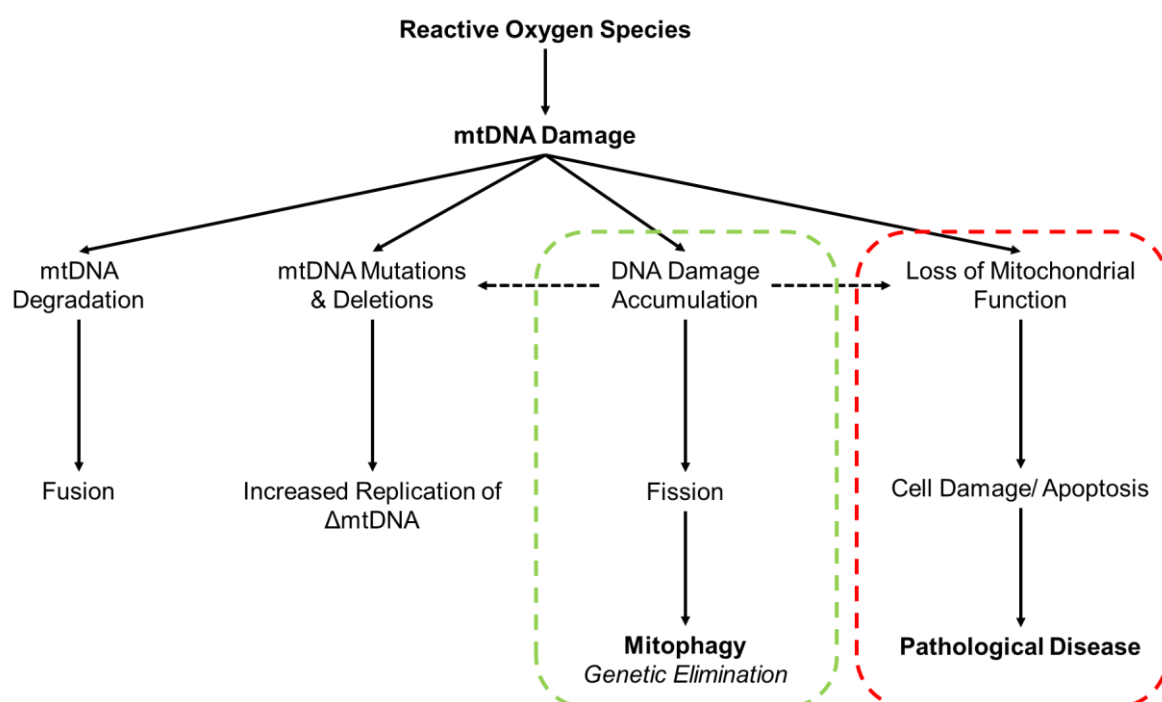 Reactive Oxygen Species
mtDNA Damage
mtDNA
Degradation
mtDNA Mutations
& Deletions
DNA Damage
Accumulation
Loss of Mitochondrial
Function
Fusion
Increased Replication of
ΔmtDNA
Fission
Cell Damage/ Apoptosis
Mitophagy
Genetic Elimination
Pathological Disease